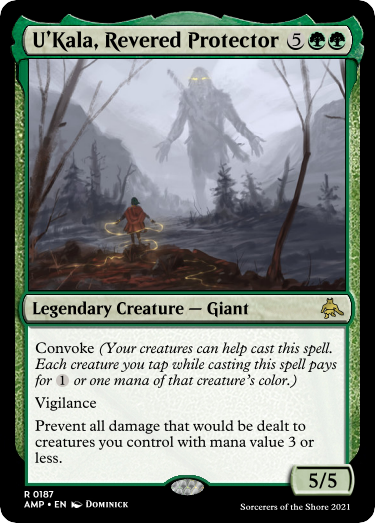 U'Kala, Revered Protector 5
Legendary Creature — Giant
Convoke (Your creatures can help cast this spell.
Each creature you tap while casting this spell pays
for 1 or one mana of that creature's color.)
Vigilance
Prevent all damage that would be dealt to
creatures you control with mana value 3 or
less.
5/5
R 0187
AMP • EN DOMINICK
Sorcerers of the Shore 2021